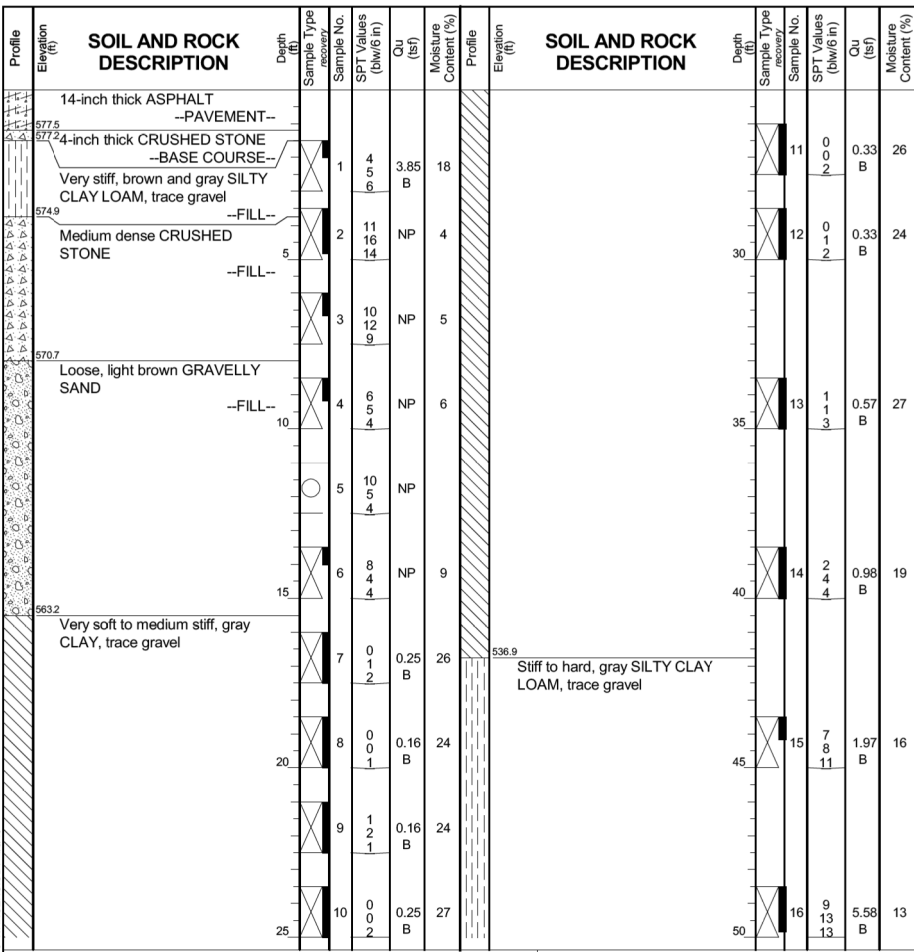 Profile
Elevation (ft)
SOIL AND ROCK
DESCRIPTION
Depth (ft)
Sample Type
recovery
Sample No.
SPT Values (blw/6 in)
Qu (tsf)
Moisture Content (%)
14-inch thick ASPHALT
--PAVEMENT--
577.5
577.2
4-inch thick CRUSHED STONE
--BASE COURSE--
1
4
5
6
3.85
B
18
Very stiff, brown and gray SILTY
CLAY LOAM, trace gravel
--FILL--
574.9
Medium dense CRUSHED
STONE
--FILL--
5
2
11
16
14
NP
4
3
10
12
9
NP
5
570.7
Loose, light brown GRAVELLY
SAND
--FILL--
10
4
6
5
4
NP
6
5
10
5
4
NP
15
6
8
4
4
NP
9
563.2
Very soft to medium stiff, gray
CLAY, trace gravel
7
0
1
2
0.25
B
26
20
8
0
0
1
0.16
B
24
9
1
2
1
0.16
B
24
25
10
0
0
2
0.25
B
27
Profile
Elevation (ft)
SOIL AND ROCK
DESCRIPTION
Depth (ft)
Sample Type
recovery
Sample No.
SPT Values (blw/6 in)
Qu (tsf)
Moisture Content (%)
11
0
0
2
0.33
B
26
30
12
0
1
2
0.33
B
24
35
13
1
1
3
0.57
B
27
40
14
2
4
4
0.98
B
19
536.9
Stiff to hard, gray SILTY CLAY
LOAM, trace gravel
45
15
7
8
11
1.97
B
16
50
16
9
13
13
5.58
B
13